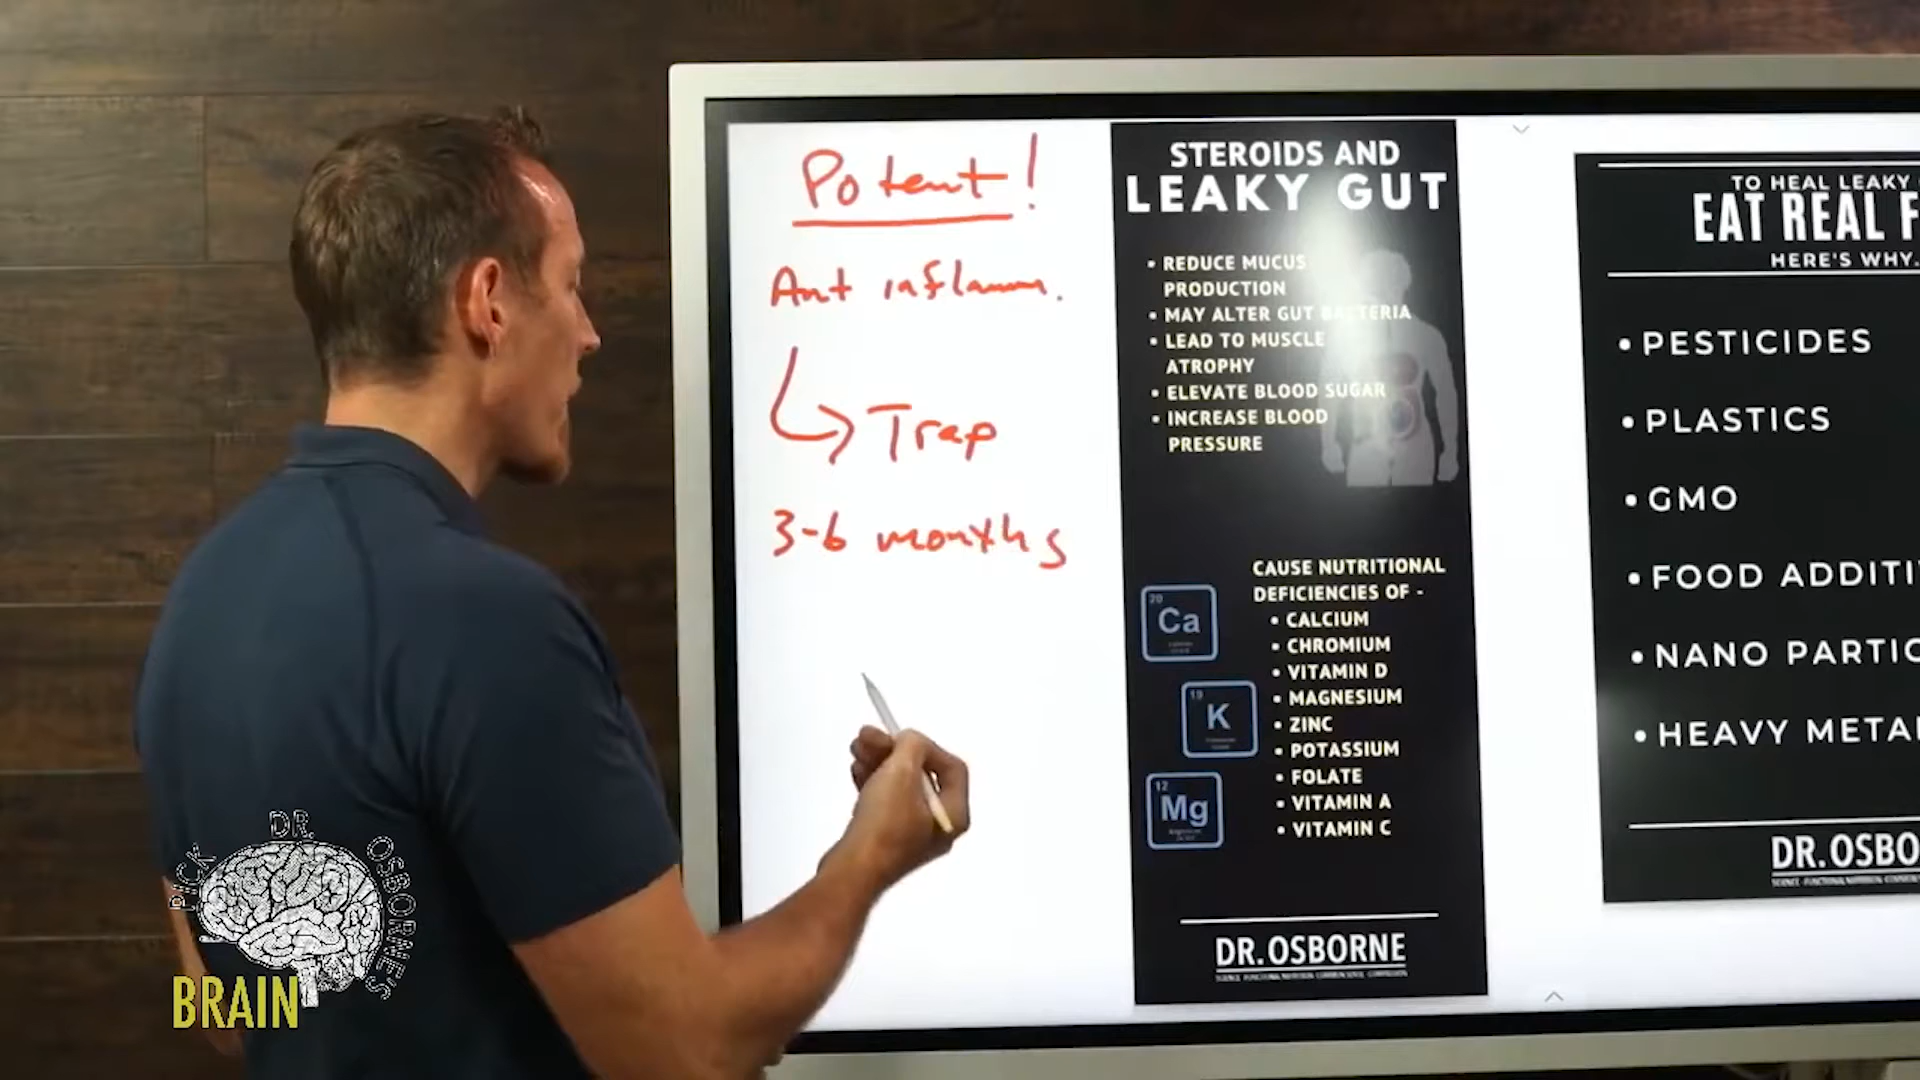 Potent!
Ant inflamm.
Trap
3-6 months
STEROIDS AND
LEAKY GUT
• REDUCE MUCUS
PRODUCTION
• MAY ALTER GUT BACTERIA
• LEAD TO MUSCLE
ATROPHY
• ELEVATE BLOOD SUGAR
• INCREASE BLOOD
PRESSURE
CAUSE NUTRITIONAL
DEFICIENCIES OF -
• CALCIUM
• CHROMIUM
• VITAMIN D
• MAGNESIUM
• ZINC
• POTASSIUM
• FOLATE
• VITAMIN A
• VITAMIN C
20
Ca
19
K
12
Mg
DR. OSBORNE
TO HEAL LEAKY
EAT REAL F
HERE'S WHY.
• PESTICIDES
• PLASTICS
• GMO
• FOOD ADDITI
• NANO PARTIC
• HEAVY METAL
DR. OSBO
PICK
DR.
OSBORNE'S
BRAIN